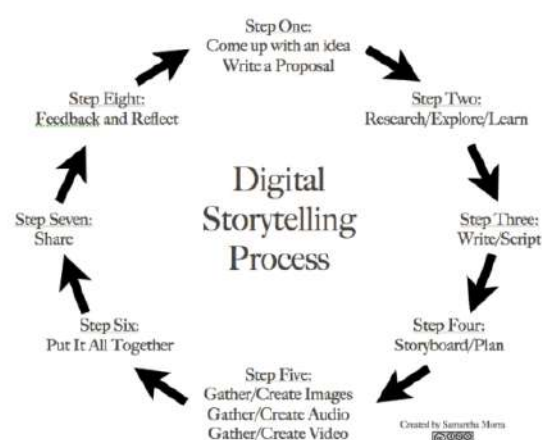 Step One:
Come up with an idea
Write a Proposal
Step Two:
Research/Explore/Learn
Step Three:
Write/Script
Step Four:
Storyboard/Plan
Step Five:
Gather/Create Images
Gather/Create Audio
Gather/Create Video
Step Six:
Put It All Together
Step Seven:
Share
Step Eight:
Feedback and Reflect
Digital
Storytelling
Process
Created by Samantha Morra